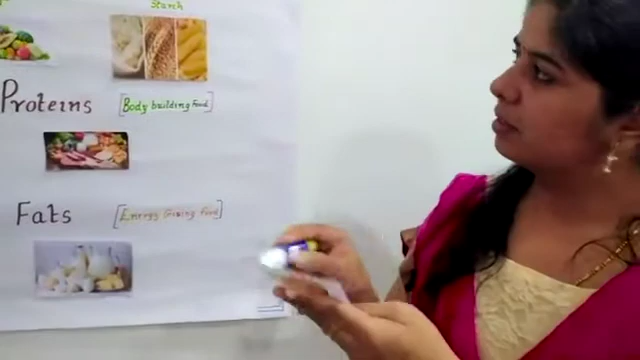 Starch
Proteins [Body building Food]
Fats [Energy Giving Food]